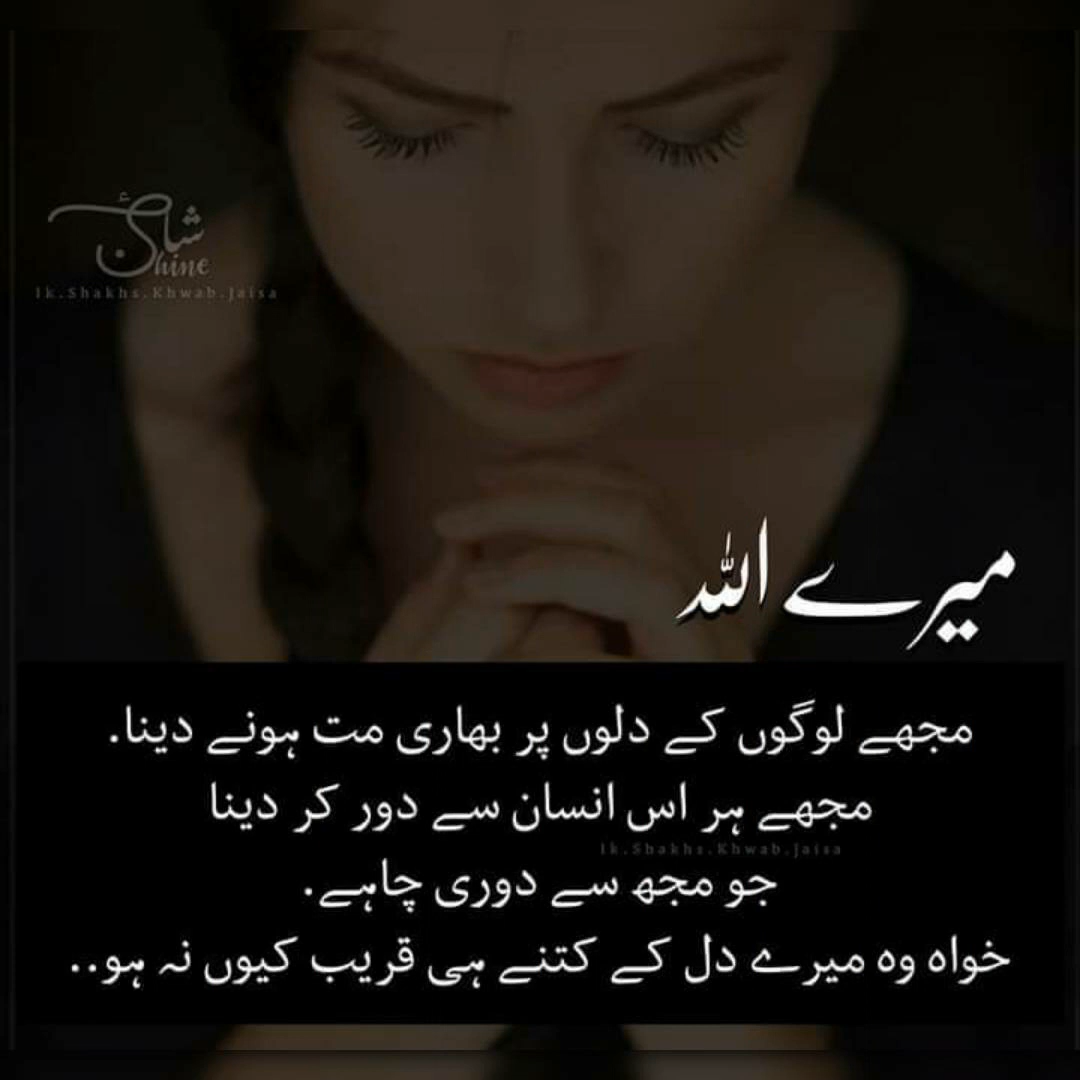 شائن
Shine
Ik.Shakhs.Khwab.Jaisa
میرے اللہ
مجھے لوگوں کے دلوں پر بھاری مت ہونے دینا.
مجھے ہر اس انسان سے دور کر دینا
Ik.Shakhs.Khwab.Jaisa
جو مجھ سے دوری چاہے.
خواہ وہ میرے دل کے کتنے ہی قریب کیوں نہ ہو..